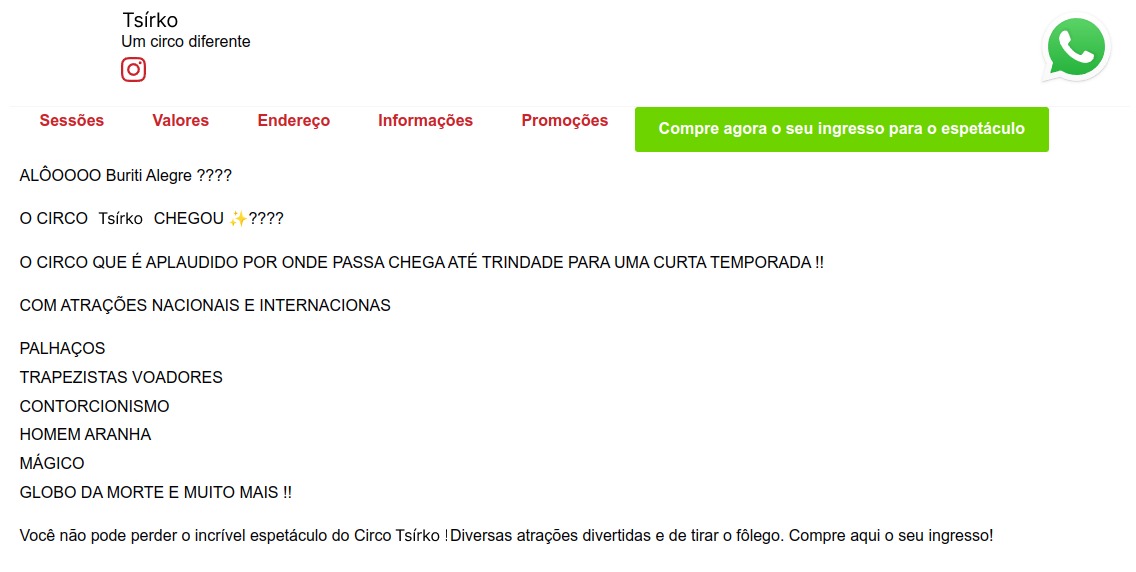 Tsírko
Um circo diferente
Sessões Valores Endereço Informações Promoções Compre agora o seu ingresso para o espetáculo
ALÔOOOO Buriti Alegre ????
O CIRCO Tsírko CHEGOU ✨????
O CIRCO QUE É APLAUDIDO POR ONDE PASSA CHEGA ATÉ TRINDADE PARA UMA CURTA TEMPORADA !!
COM ATRAÇÕES NACIONAIS E INTERNACIONAS
PALHAÇOS
TRAPEZISTAS VOADORES
CONTORCIONISMO
HOMEM ARANHA
MÁGICO
GLOBO DA MORTE E MUITO MAIS !!
Você não pode perder o incrível espetáculo do Circo Tsírko !Diversas atrações divertidas e de tirar o fôlego. Compre aqui o seu ingresso!